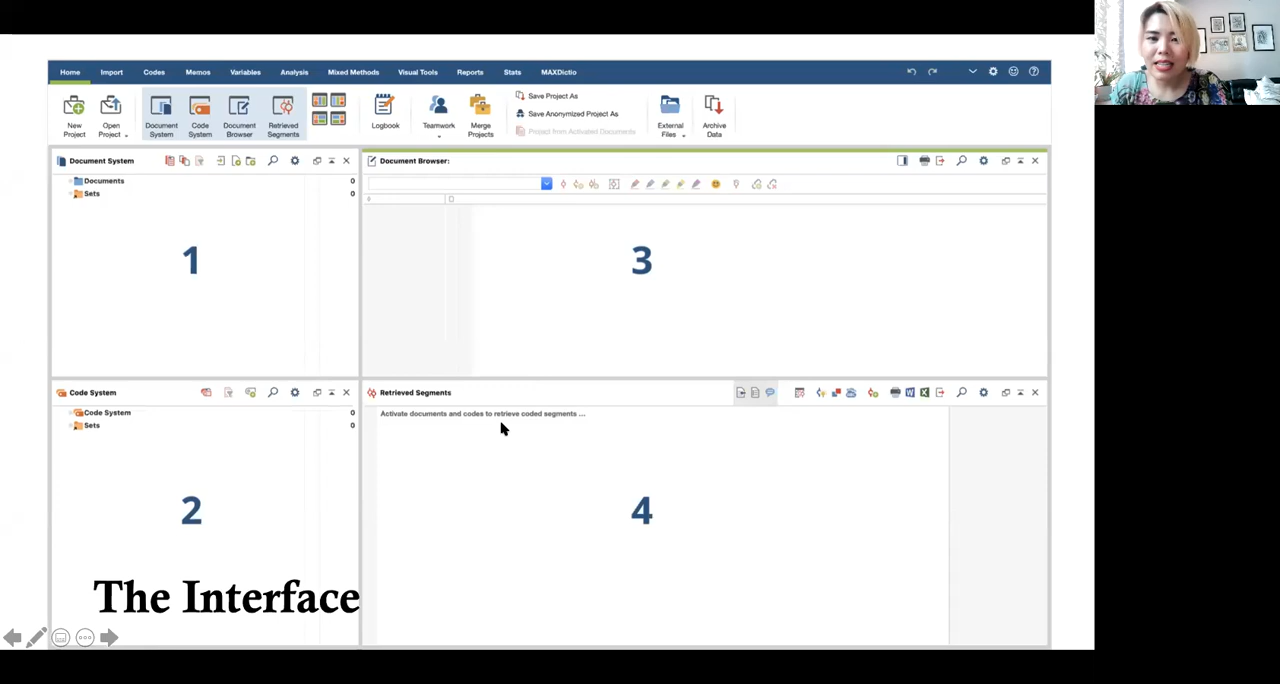 Home Import Codes Memos Variables Analysis Mixed Methods Visual Tools Reports Stats MAXDictio
New Project
Open Project
Document System
Code System
Document Browser
Retrieved Segments
Logbook
Teamwork
Merge Projects
Save Project As
Save Anonymized Project As
Project from Activated Documents
External Files
Archive Data
Document System
Documents 0
Sets 0
1
Document Browser:
3
Code System
Code System 0
Sets 0
2
Retrieved Segments
Activate documents and codes to retrieve coded segments ...
4
The Interface